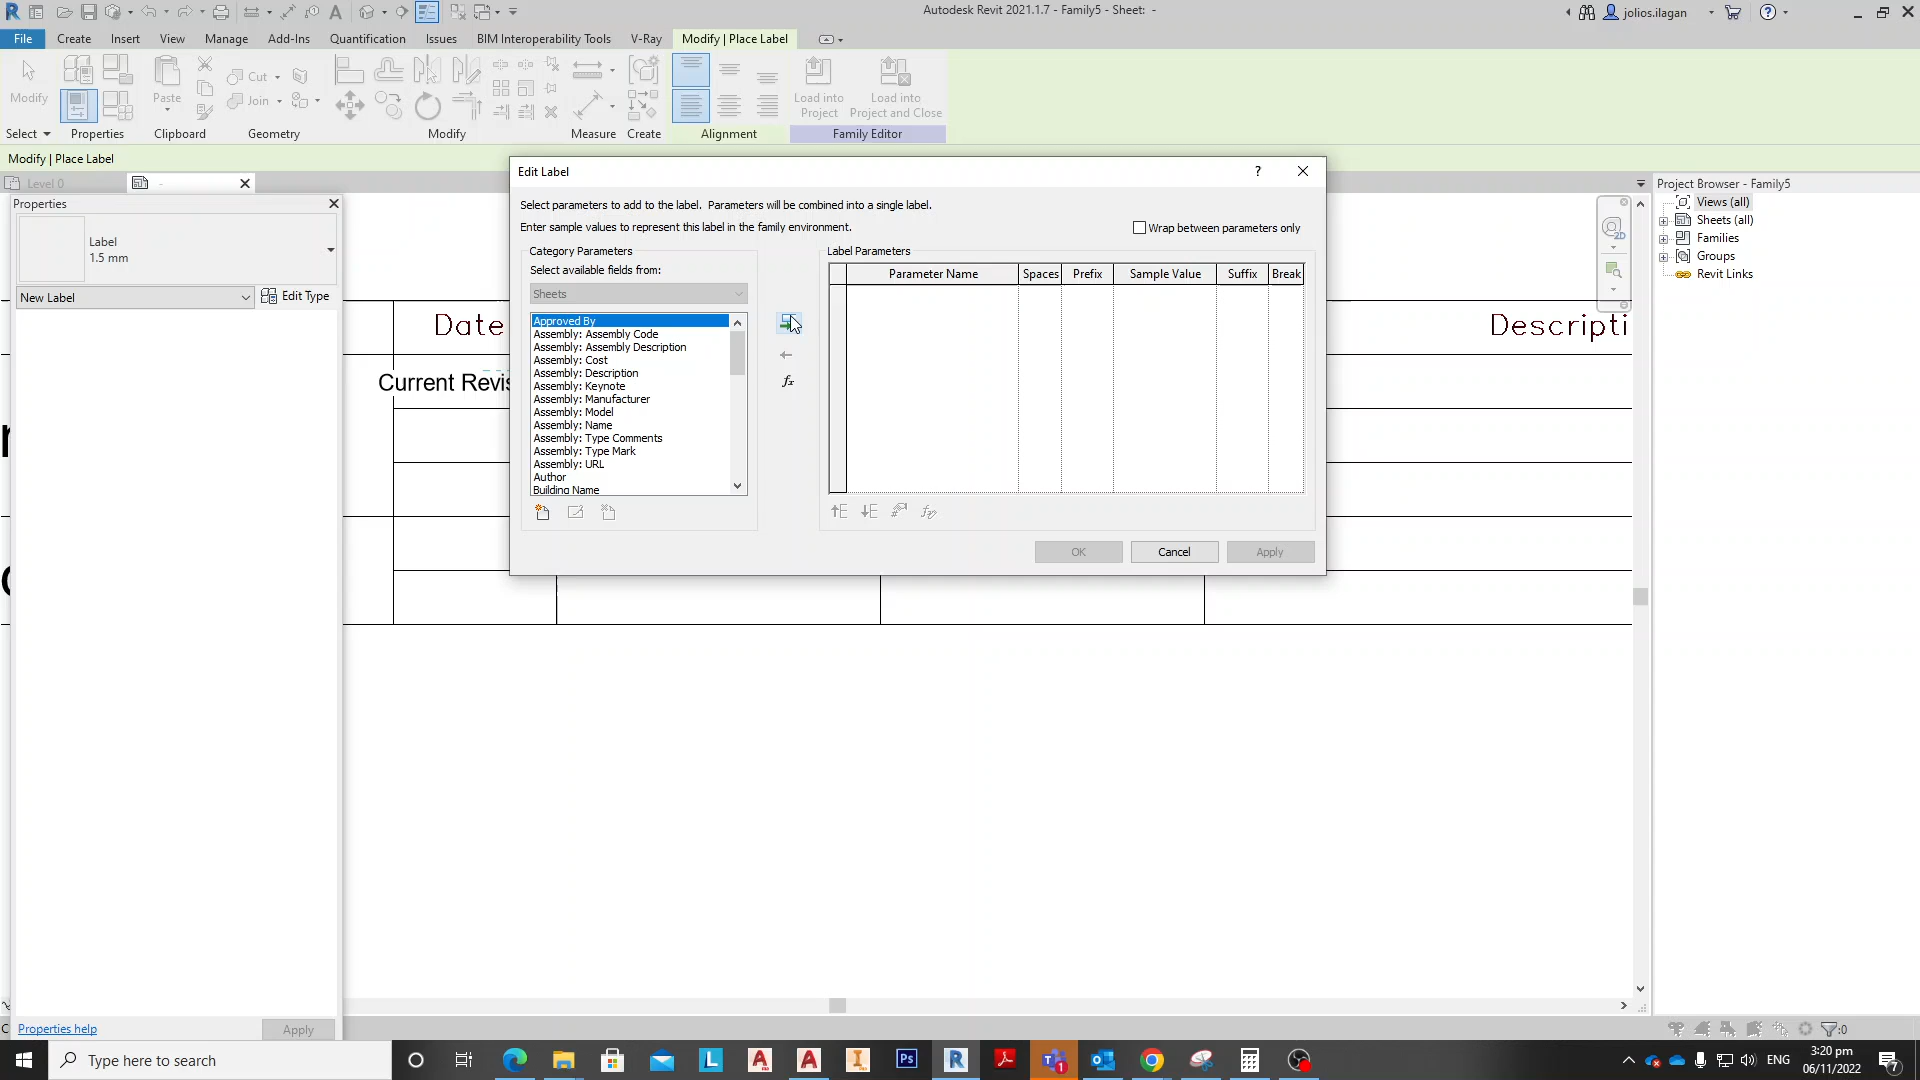 Autodesk Revit 2021.1.7 - Family5 - Sheet: -
jolios.ilagan
File Create Insert View Manage Add-Ins Quantification Issues BIM Interoperability Tools V-Ray Modify | Place Label
Modify
Paste
Cut
Join
Load into Project
Load into Project and Close
Select Properties Clipboard Geometry Modify Measure Create Alignment Family Editor
Modify | Place Label
Level 0
-
Properties
Label
1.5 mm
New Label
Edit Type
Properties help
Apply
Date
Descripti
Current Revis
Edit Label
Select parameters to add to the label. Parameters will be combined into a single label.
Enter sample values to represent this label in the family environment.
Wrap between parameters only
Category Parameters
Select available fields from:
Sheets
Approved By
Assembly: Assembly Code
Assembly: Assembly Description
Assembly: Cost
Assembly: Description
Assembly: Keynote
Assembly: Manufacturer
Assembly: Model
Assembly: Name
Assembly: Type Comments
Assembly: Type Mark
Assembly: URL
Author
Building Name
Label Parameters
Parameter Name Spaces Prefix Sample Value Suffix Break
OK Cancel Apply
Project Browser - Family5
Views (all)
Sheets (all)
Families
Groups
Revit Links
:0
Type here to search
ENG
3:20 pm
06/11/2022